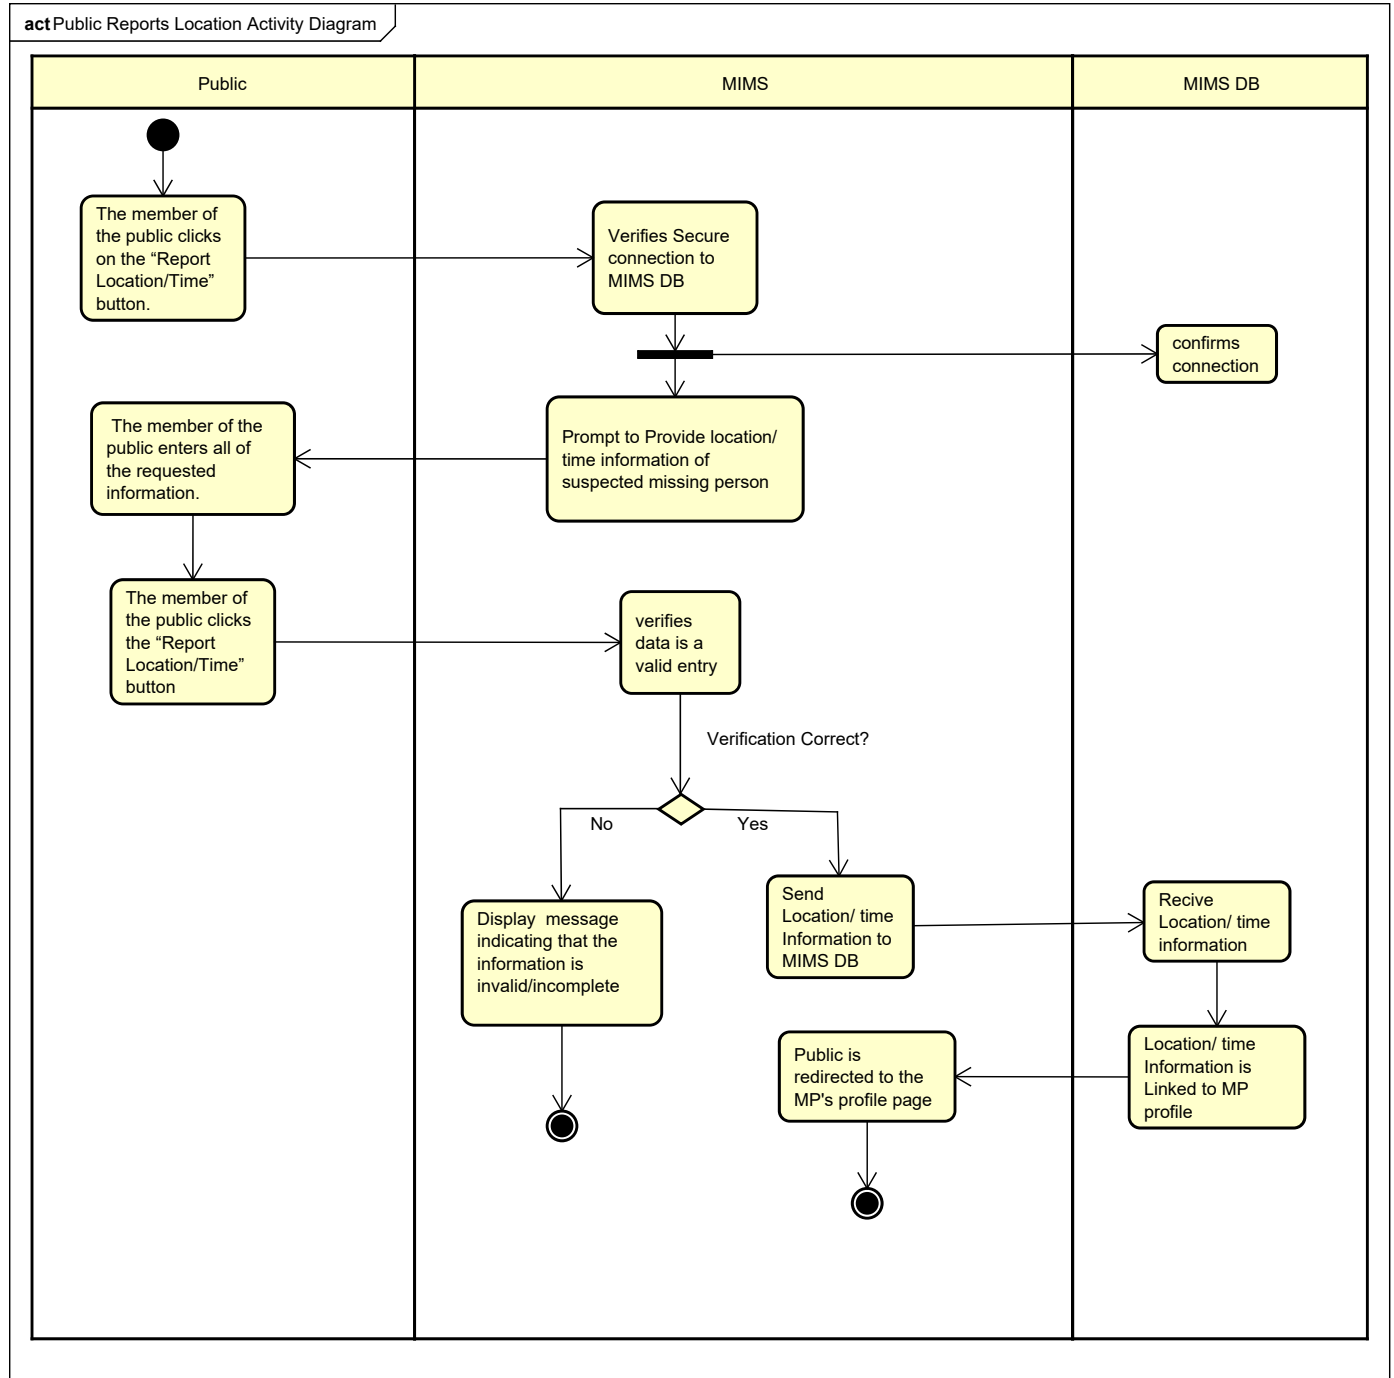 act Public Reports Location Activity Diagram
Public
MIMS
MIMS DB
The member of
the public clicks
on the “Report
Location/Time”
button.
Verifies Secure
connection to
MIMS DB
confirms
connection
The member of the
public enters all of
the requested
information.
Prompt to Provide location/
time information of
suspected missing person
The member of
the public clicks
the “Report
Location/Time”
button
verifies
data is a
valid entry
Verification Correct?
No
Yes
Display message
indicating that the
information is
invalid/incomplete
Send
Location/ time
Information to
MIMS DB
Recive
Location/ time
information
Public is
redirected to the
MP's profile page
Location/ time
Information is
Linked to MP
profile